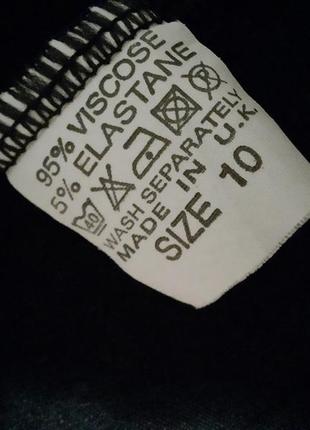 95% VISCOSE
5% ELASTANE
40 P
WASH SEPARATELY
MADE IN U.K
SIZE 10